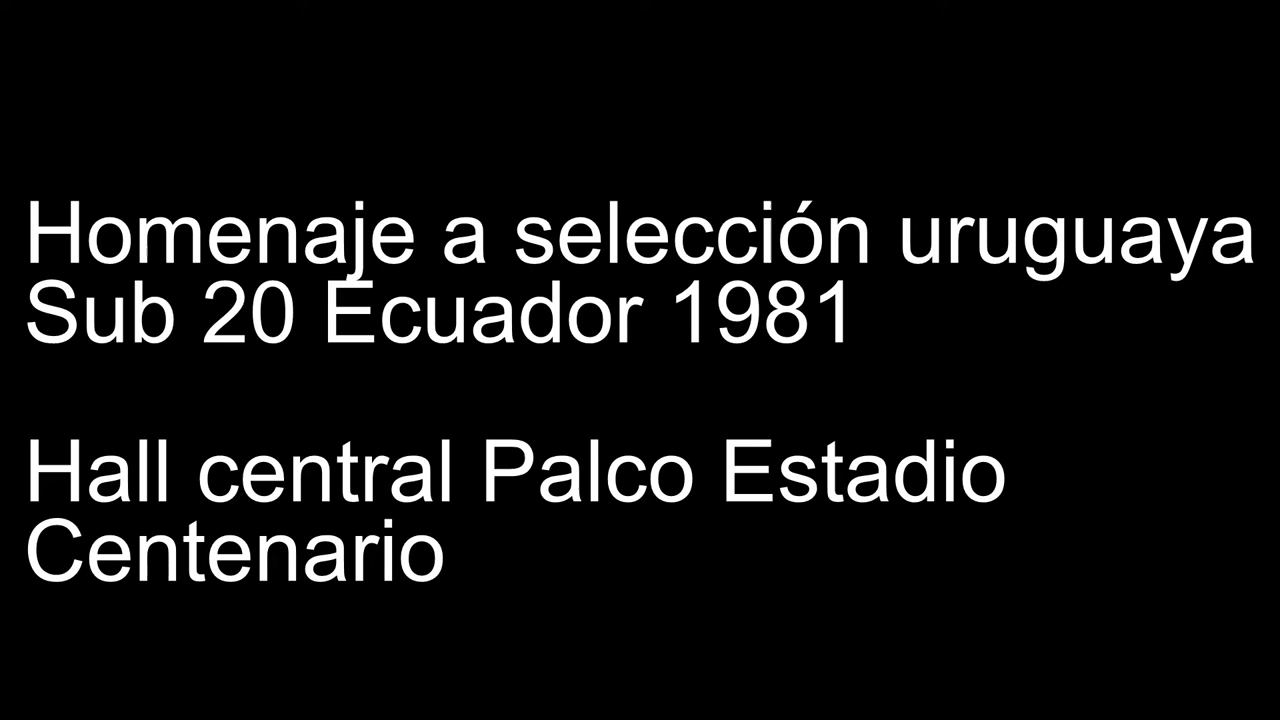 Homenaje a selección uruguaya
Sub 20 Ecuador 1981
Hall central Palco Estadio
Centenario